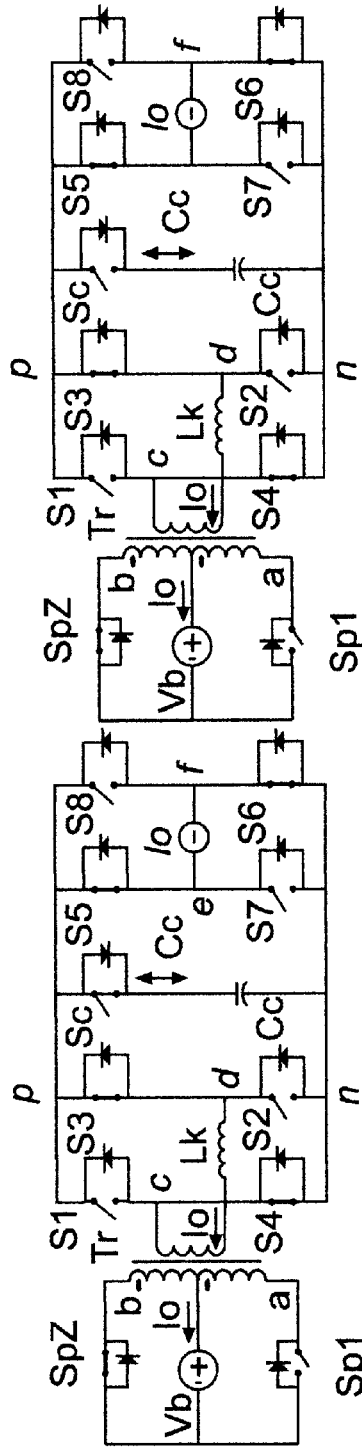 p
S1
S3
Sc
S5
S8
SpZ
Tr
b
c
Cc
Io
f
Io
Io
Lk
d
e
Vb
a
S4
S2
Cc
S7
S6
Sp1
n
p
S1
S3
Sc
S5
S8
SpZ
Tr
b
c
Cc
Io
f
Io
Io
Lk
d
Vb
a
S4
S2
Cc
S7
S6
Sp1
n